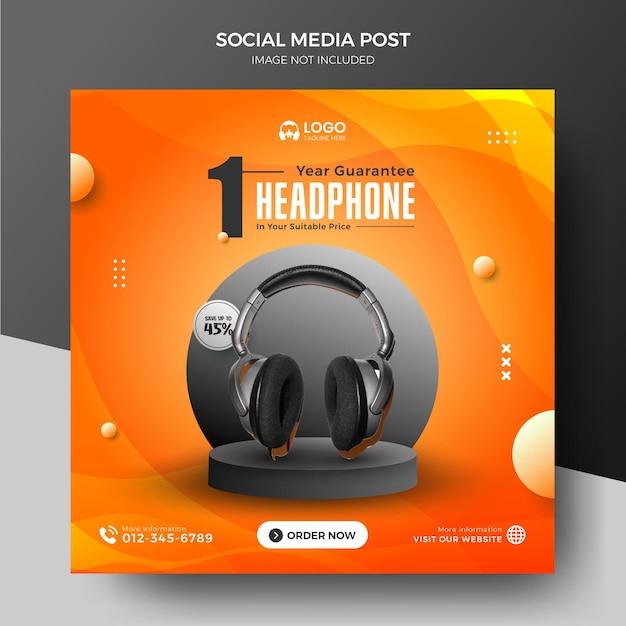 SOCIAL MEDIA POST
IMAGE NOT INCLUDED
LOGO
TAGLINE HERE
1
Year Guarantee
HEADPHONE
In Your Suitable Price
SAVE UP TO
45%
More information
012-345-6789
ORDER NOW
More information
VISIT OUR WEBSITE